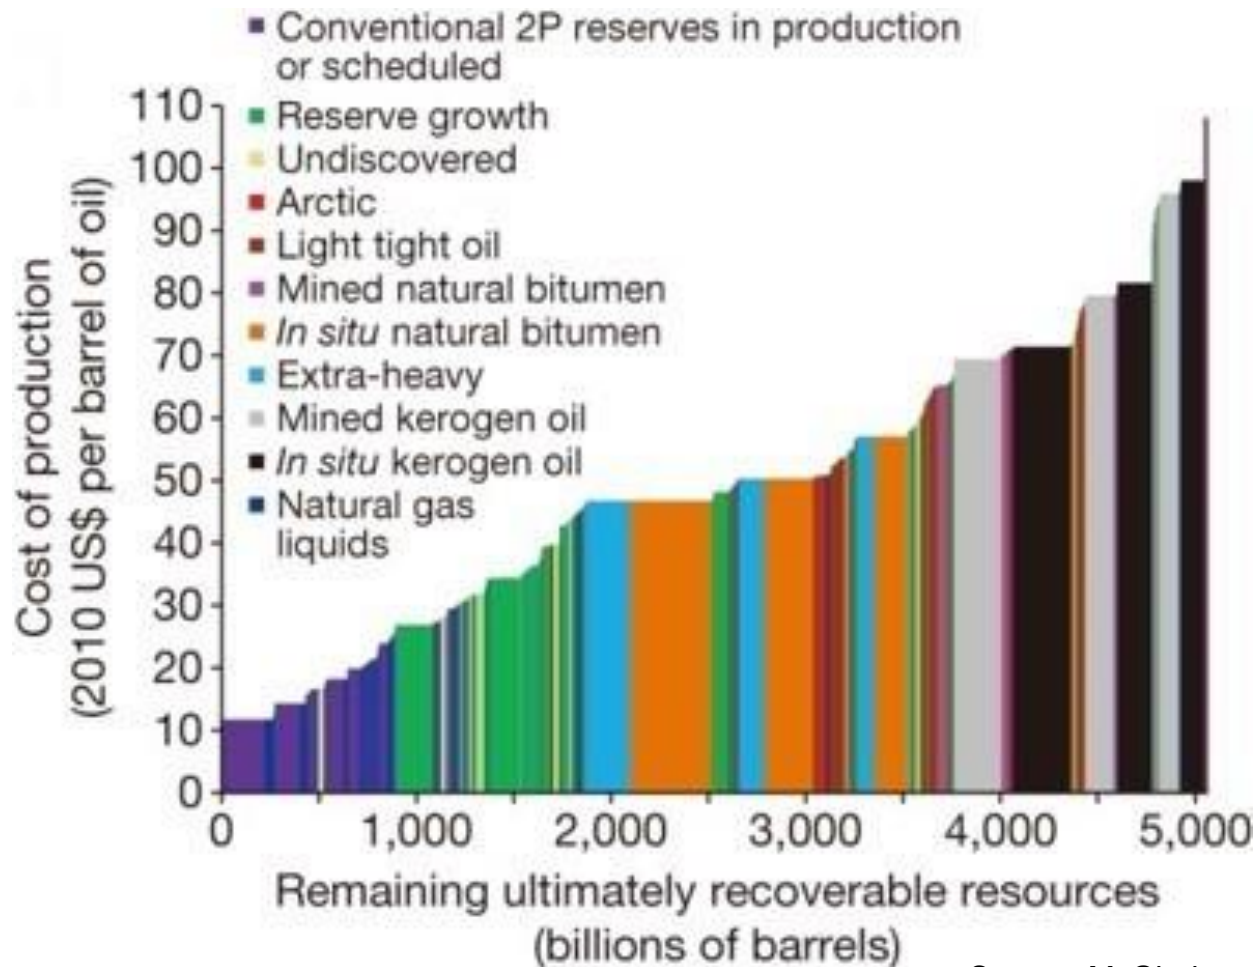 Conventional 2P reserves in production
or scheduled
Reserve growth
Undiscovered
Arctic
Light tight oil
Mined natural bitumen
In situ natural bitumen
Extra-heavy
Mined kerogen oil
In situ kerogen oil
Natural gas
liquids
110
100
90
80
70
60
50
40
30
20
10
0
Cost of production
(2010 US$ per barrel of oil)
0 1,000 2,000 3,000 4,000 5,000
Remaining ultimately recoverable resources
(billions of barrels)